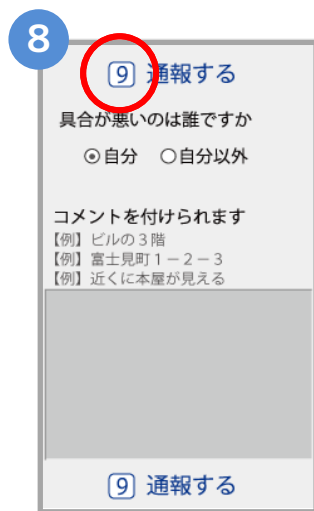 8
9 通報する
具合が悪いのは誰ですか
◉自分 ○自分以外
コメントを付けられます
【例】ビルの3階
【例】富士見町1－2－3
【例】近くに本屋が見える
9 通報する